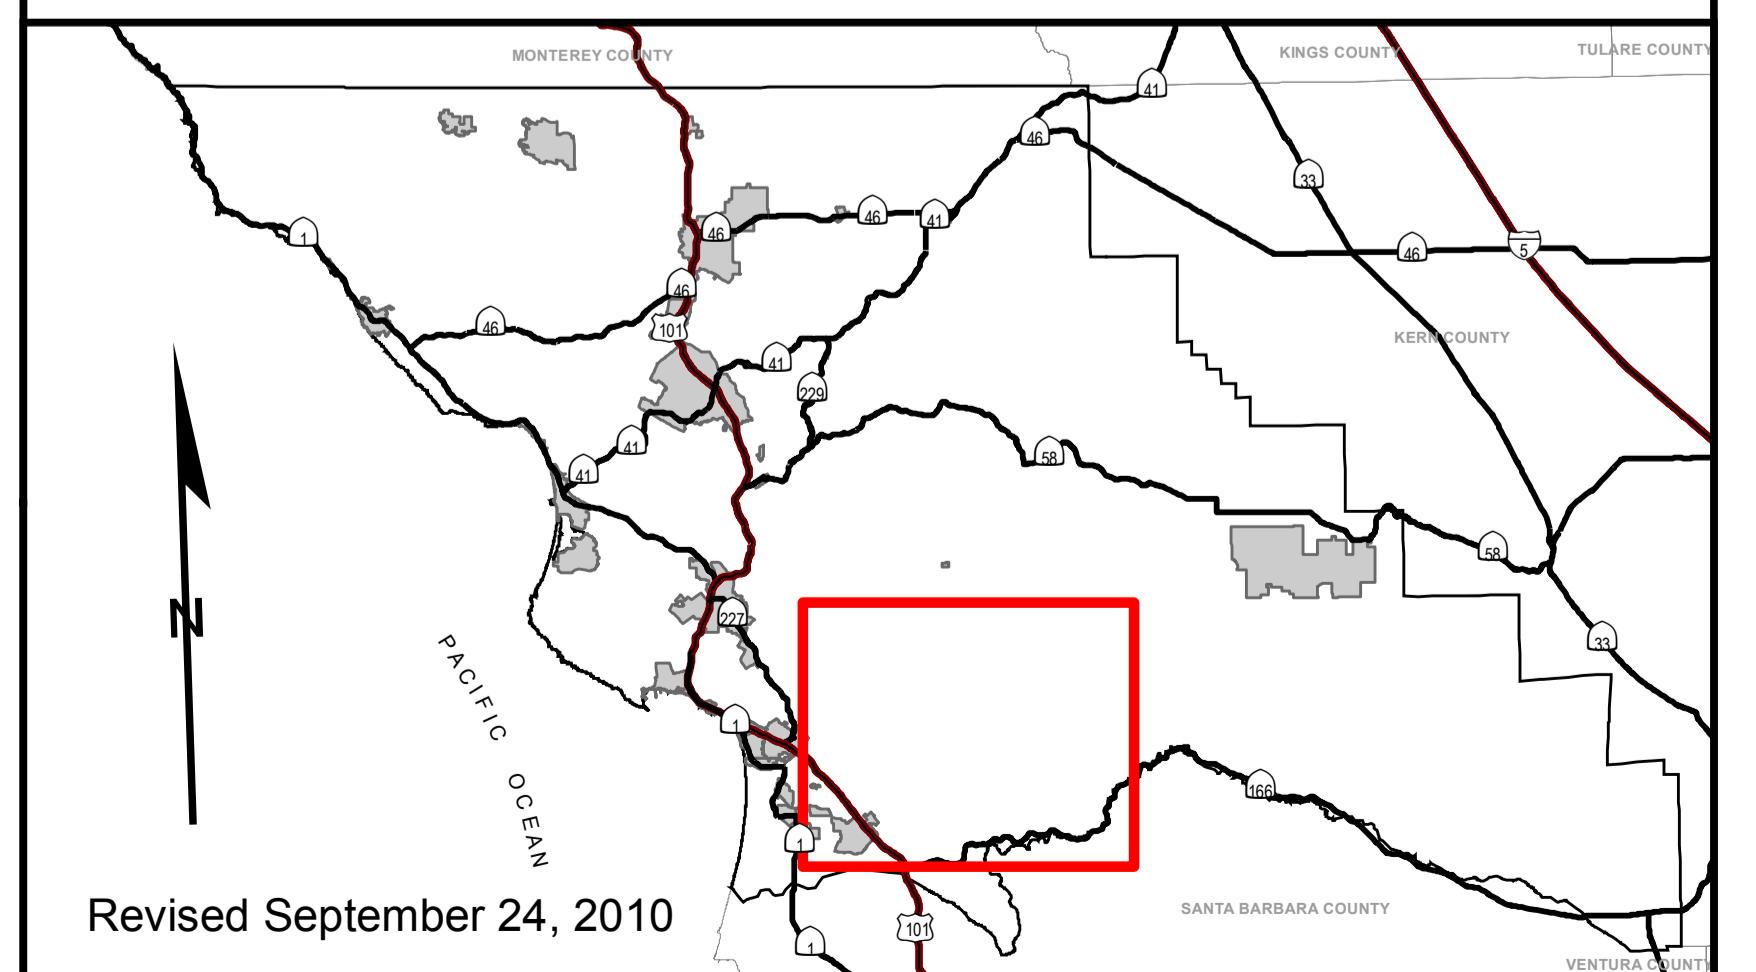 MONTEREY COUNTY
KINGS COUNTY
TULARE COUNTY
41
46
33
46
41
46
1
46
5
46
46
101
46
KERN COUNTY
41
229
41
58
41
58
227
33
N
PACIFIC OCEAN
1
166
1
Revised September 24, 2010
SANTA BARBARA COUNTY
101
1
VENTURA COUNTY